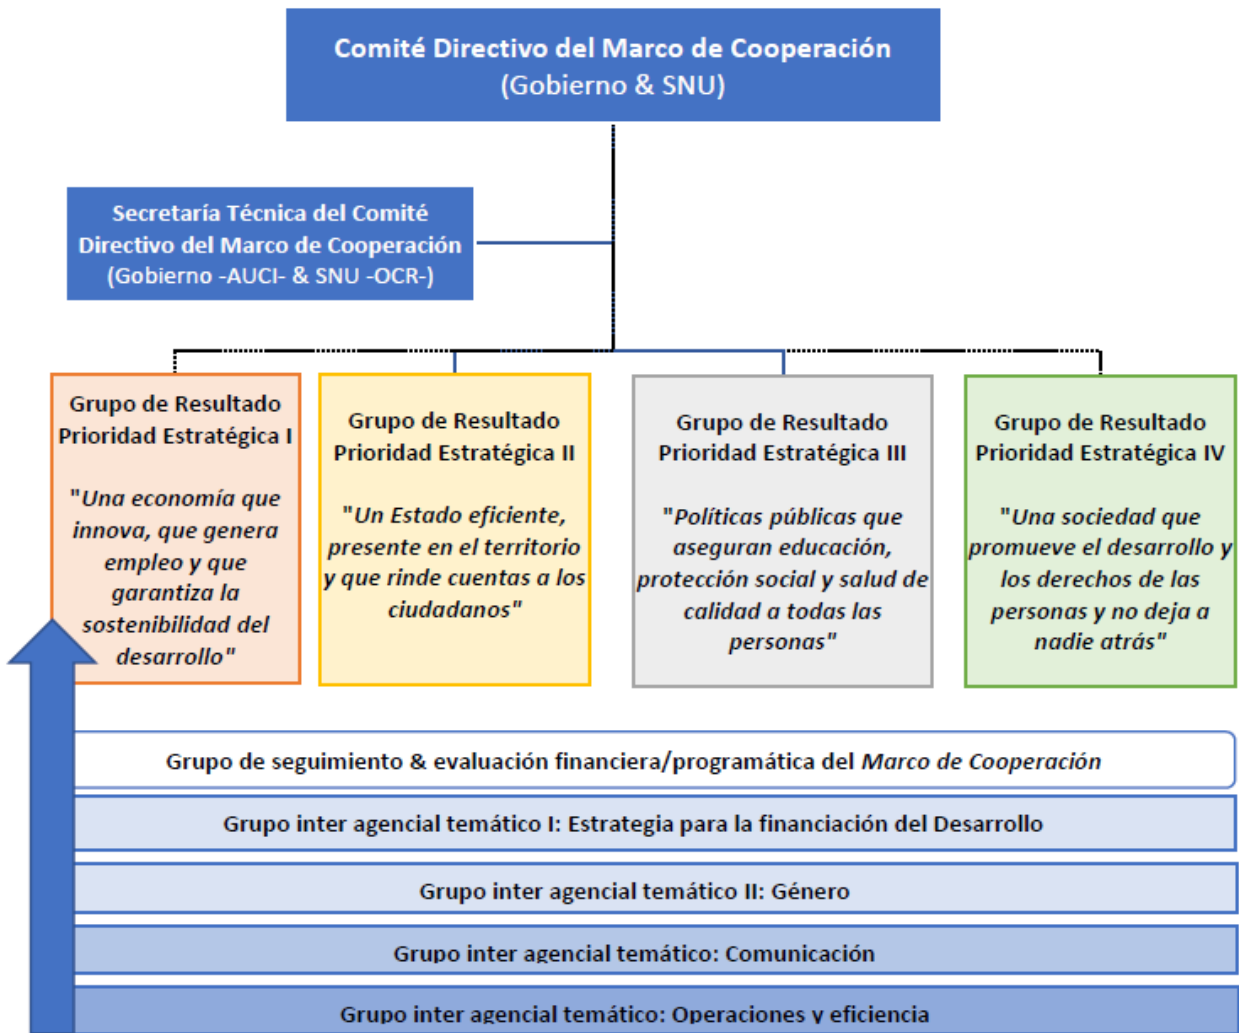 Comité Directivo del Marco de Cooperación
(Gobierno & SNU)
Secretaría Técnica del Comité
Directivo del Marco de Cooperación
(Gobierno -AUCI- & SNU -OCR-)
Grupo de Resultado
Prioridad Estratégica I
"Una economía que
innova, que genera
empleo y que
garantiza la
sostenibilidad del
desarrollo"
Grupo de Resultado
Prioridad Estratégica II
"Un Estado eficiente,
presente en el territorio
y que rinde cuentas a los
ciudadanos"
Grupo de Resultado
Prioridad Estratégica III
"Políticas públicas que
aseguran educación,
protección social y salud de
calidad a todas las
personas"
Grupo de Resultado
Prioridad Estratégica IV
"Una sociedad que
promueve el desarrollo y
los derechos de las
personas y no deja a
nadie atrás"
Grupo de seguimiento & evaluación financiera/programática del Marco de Cooperación
Grupo inter agencial temático I: Estrategia para la financiación del Desarrollo
Grupo inter agencial temático II: Género
Grupo inter agencial temático: Comunicación
Grupo inter agencial temático: Operaciones y eficiencia